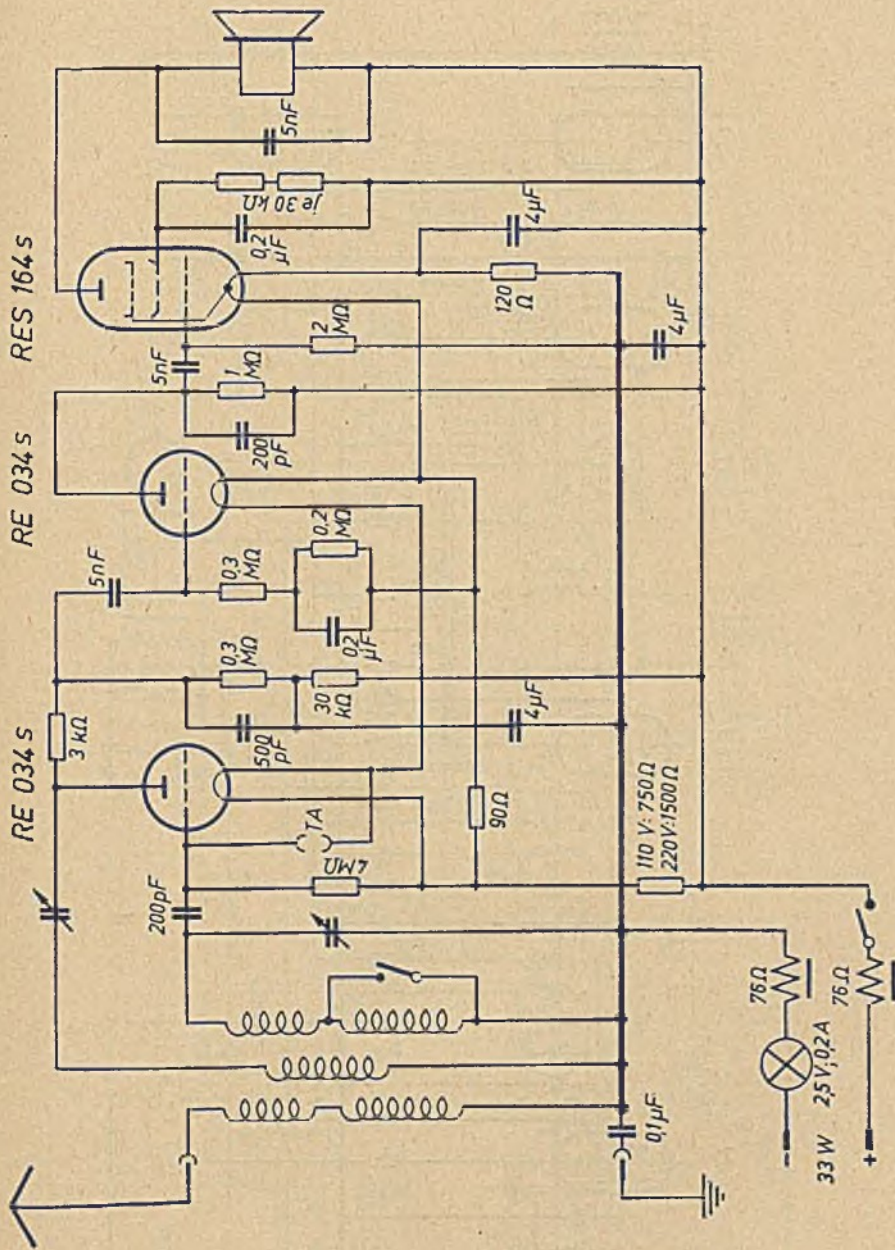 RE 034 s
RE 034 s
RES 164 s
3 kΩ
5nF
5nF
5nF
200pF
500
pF
0,3
MΩ
0,3
MΩ
0,2
MΩ
0,2
µF
30
kΩ
200
pF
1
MΩ
2
MΩ
0,2
µF
je 30 kΩ
TA
4MΩ
90Ω
4µF
120
Ω
4µF
4µF
110 V: 750Ω
220V:1500Ω
0,1µF
76Ω
76Ω
2,5 V; 0,2 A
33 W
-
+